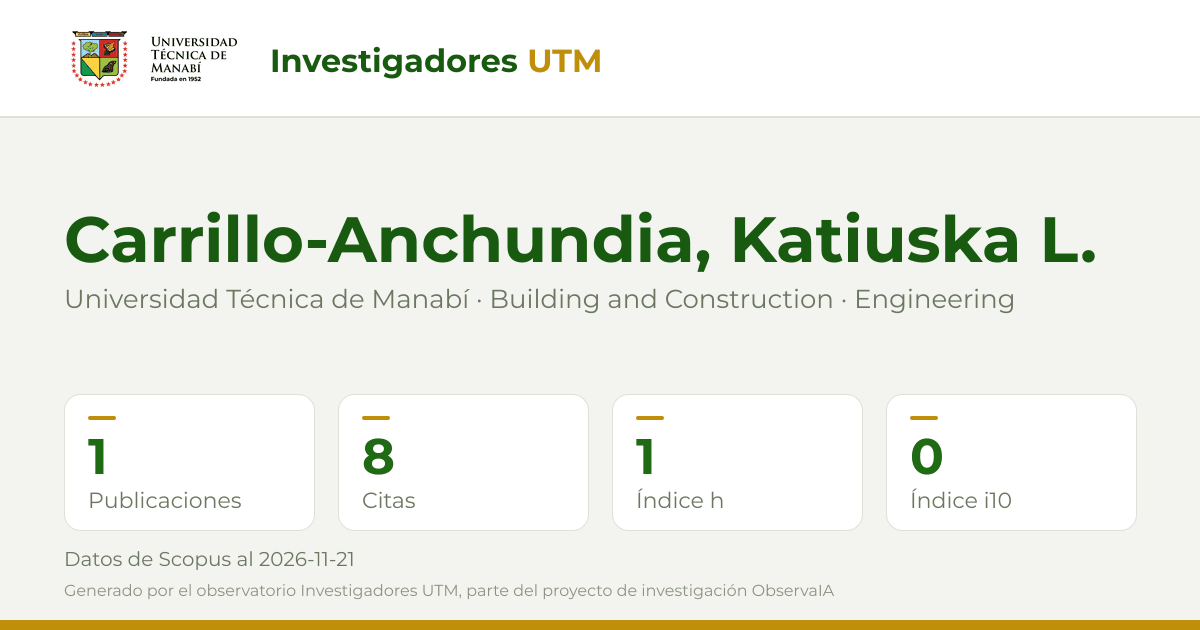 UNIVERSIDAD
TÉCNICA DE
MANABÍ
Fundada en 1952
Investigadores UTM
Carrillo-Anchundia, Katiuska L.
Universidad Técnica de Manabí · Building and Construction · Engineering
1
Publicaciones
8
Citas
1
Índice h
0
Índice i10
Datos de Scopus al 2026-11-21
Generado por el observatorio Investigadores UTM, parte del proyecto de investigación ObservaIA